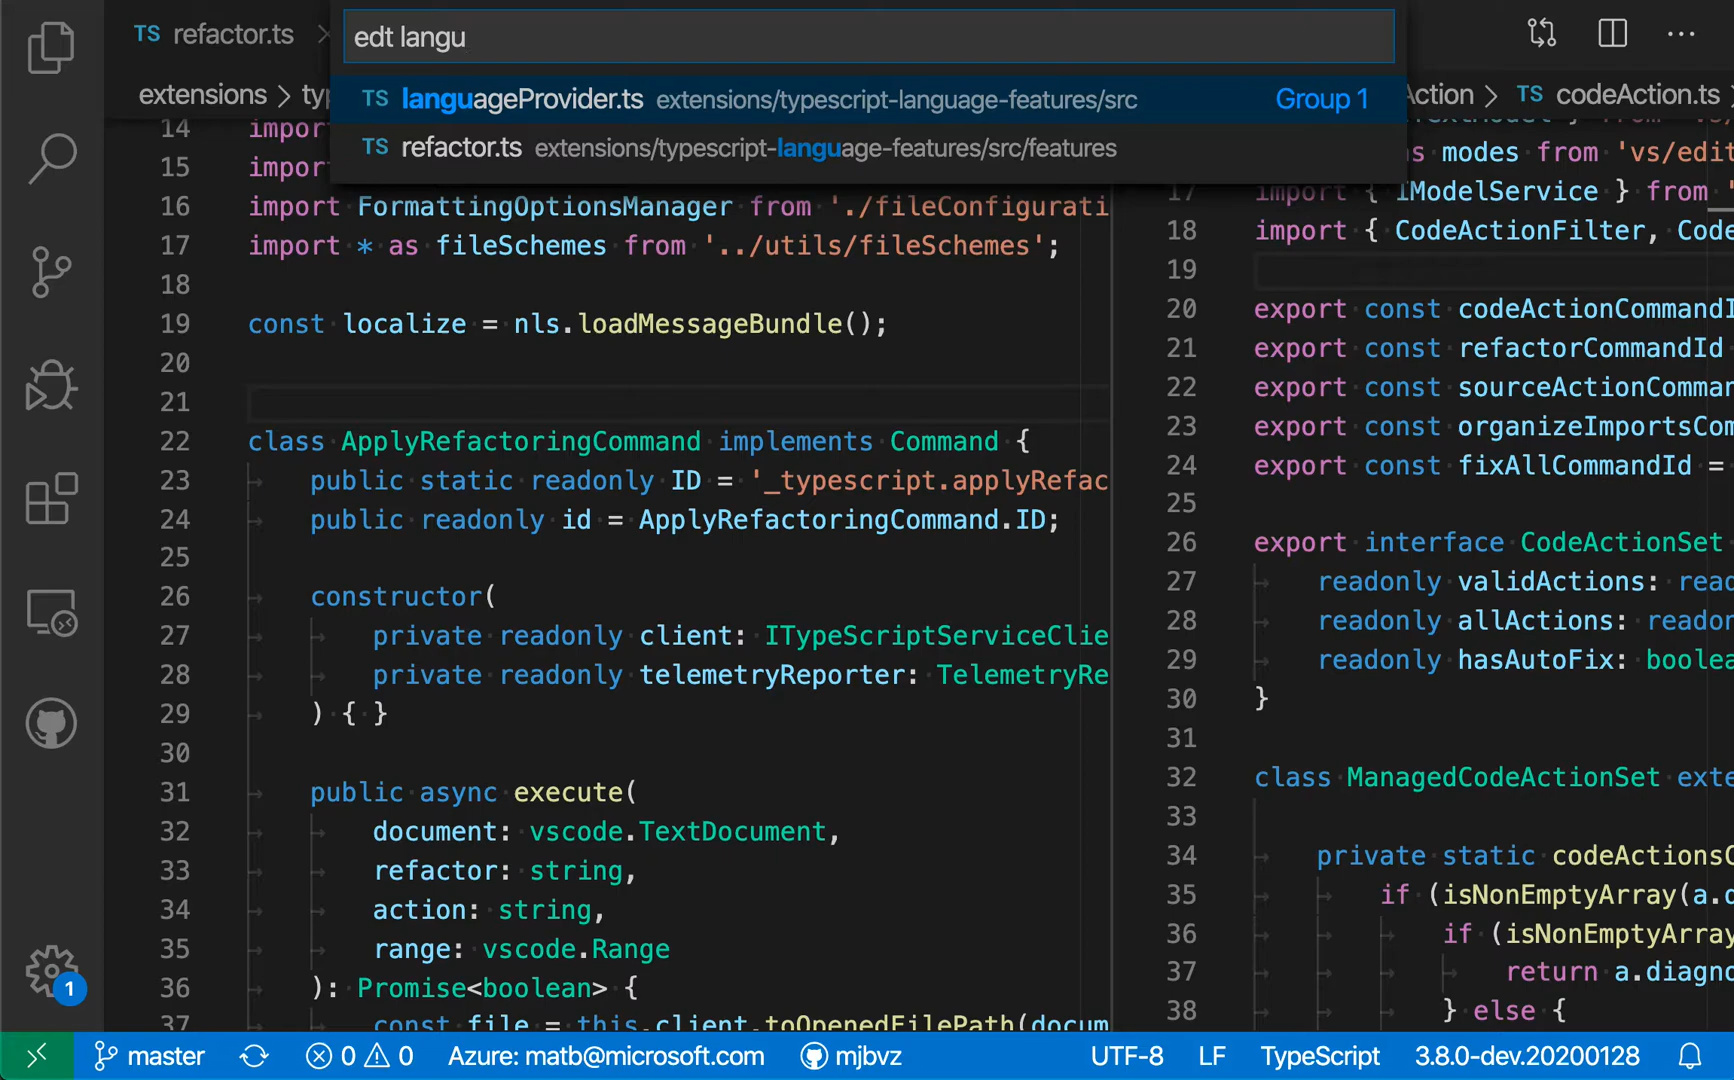 TS refactor.ts
edt langu
TS languageProvider.ts extensions/typescript-language-features/src Group 1
TS refactor.ts extensions/typescript-language-features/src/features
extensions > typ
14 import
15 import
16 import FormattingOptionsManager from './fileConfigurati
17 import * as fileSchemes from '../utils/fileSchemes';
18
19 const localize = nls.loadMessageBundle();
20
21
22 class ApplyRefactoringCommand implements Command {
23 public static readonly ID = '_typescript.applyRefac
24 public readonly id = ApplyRefactoringCommand.ID;
25
26 constructor(
27 private readonly client: ITypeScriptServiceClie
28 private readonly telemetryReporter: TelemetryRe
29 ) { }
30
31 public async execute(
32 document: vscode.TextDocument,
33 refactor: string,
34 action: string,
35 range: vscode.Range
36 ): Promise<boolean> {
37 const file = this.client.toOpenedFilePath(docum
Action > TS codeAction.ts
as modes from 'vs/edit
17 import { IModelService } from '
18 import { CodeActionFilter, Code
19
20 export const codeActionCommandI
21 export const refactorCommandId
22 export const sourceActionComman
23 export const organizeImportsCom
24 export const fixAllCommandId =
25
26 export interface CodeActionSet
27 readonly validActions: read
28 readonly allActions: readon
29 readonly hasAutoFix: boolea
30 }
31
32 class ManagedCodeActionSet exte
33
34 private static codeActionsC
35 if (isNonEmptyArray(a.d
36 if (isNonEmptyArray
37 return a.diagno
38 } else {
1
master 0 0 Azure: matb@microsoft.com mjbvz UTF-8 LF TypeScript 3.8.0-dev.20200128